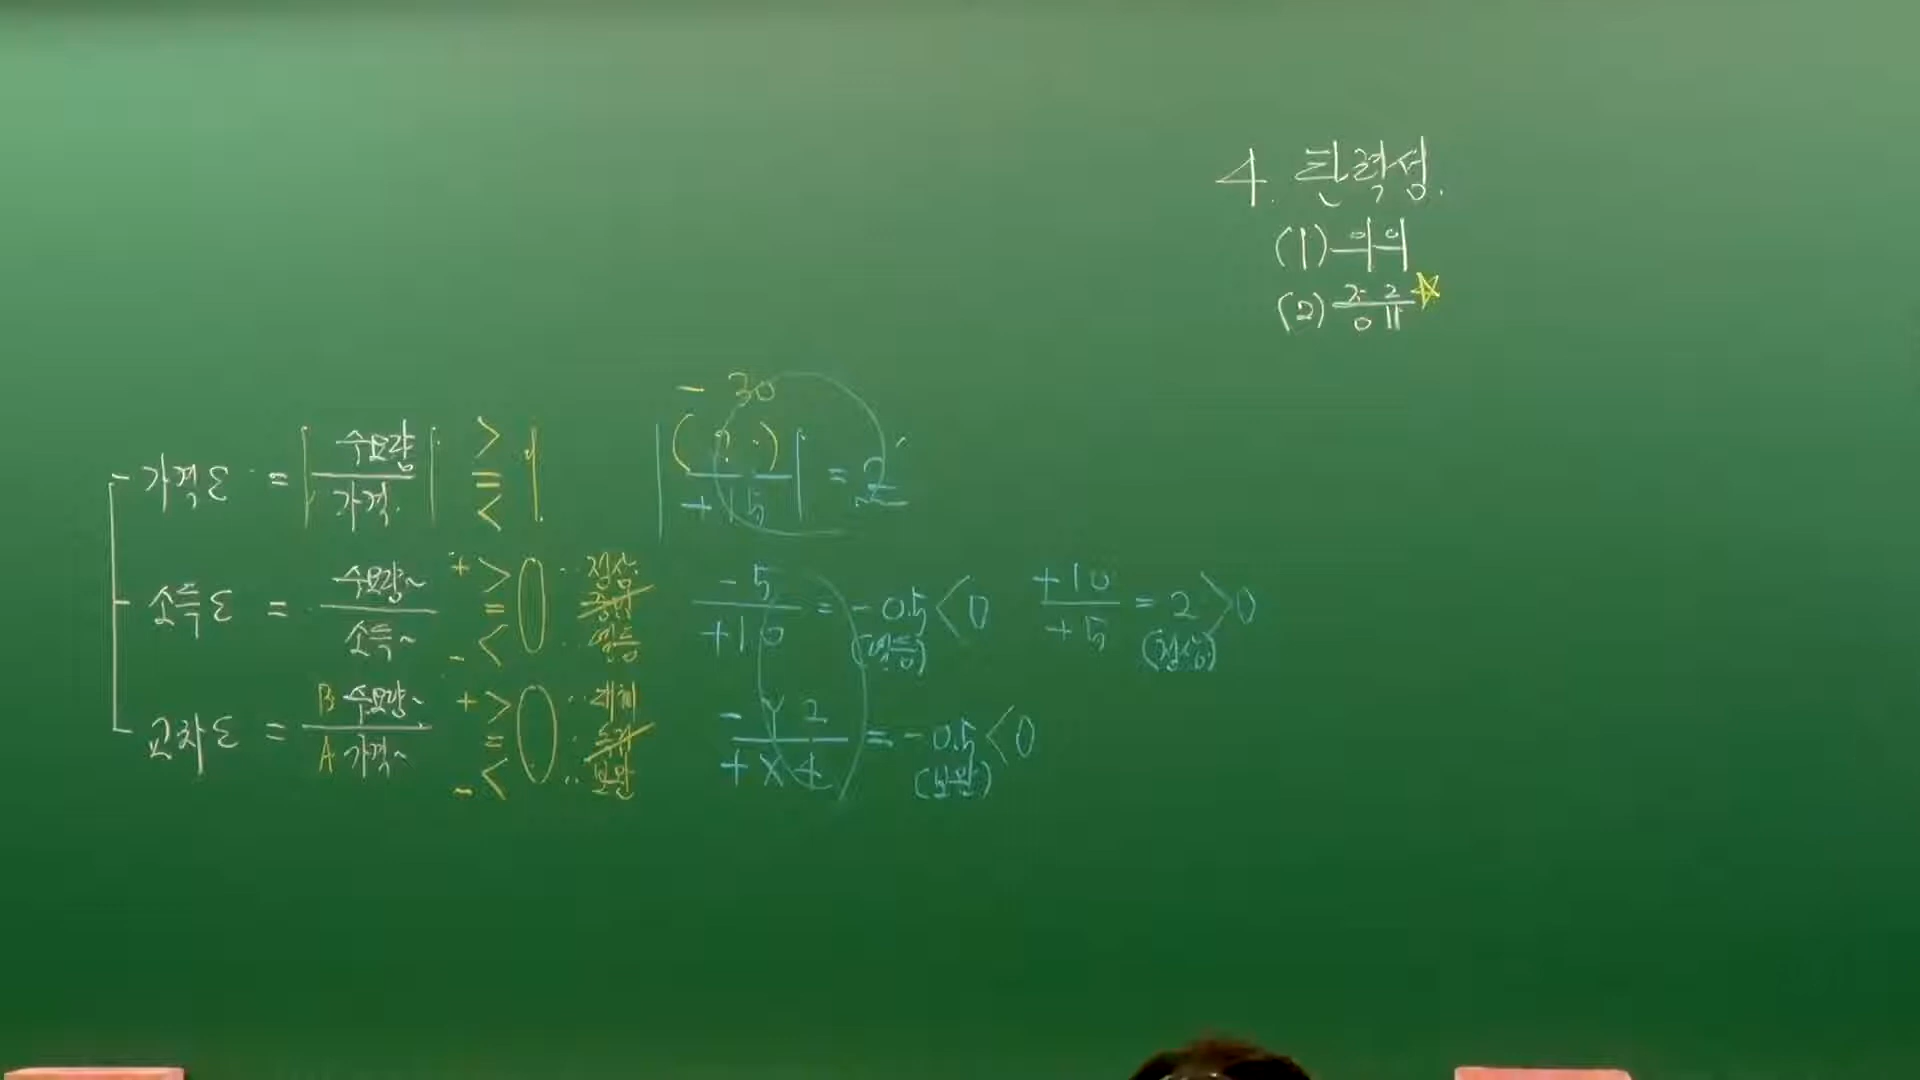 4. 탄력성.
(1) 의의
(2) 종류 ☆
- 30
- 가격ε = | 수요량 / 가격 | > = < 1 | ( ? ) / +15 | = 2
소득ε = 수요량~ / 소득~ + > = < - 0 ‥ 정상 중립 열등 -5 / +10 = -0.5 < 0 (열등) +10 / +5 = 2 > 0 (정상)
교차ε = B 수요량~ / A 가격~ + > = < - 0 ‥ 대체 독립 보완 - Y 2 / + X 4 = -0.5 < 0 (보완)